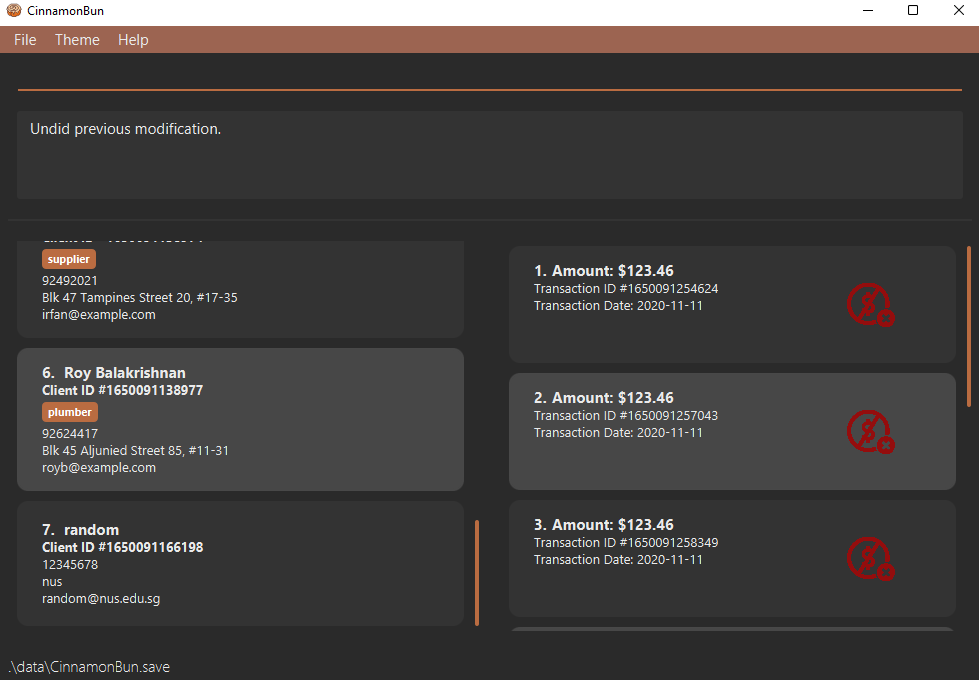 CinnamonBun
File Theme Help
Undid previous modification.
supplier
92492021
Blk 47 Tampines Street 20, #17-35
irfan@example.com
6. Roy Balakrishnan
Client ID #1650091138977
plumber
92624417
Blk 45 Aljunied Street 85, #11-31
royb@example.com
7. random
Client ID #1650091166198
12345678
nus
random@nus.edu.sg
1. Amount: $123.46
Transaction ID #1650091254624
Transaction Date: 2020-11-11
2. Amount: $123.46
Transaction ID #1650091257043
Transaction Date: 2020-11-11
3. Amount: $123.46
Transaction ID #1650091258349
Transaction Date: 2020-11-11
.\data\CinnamonBun.save